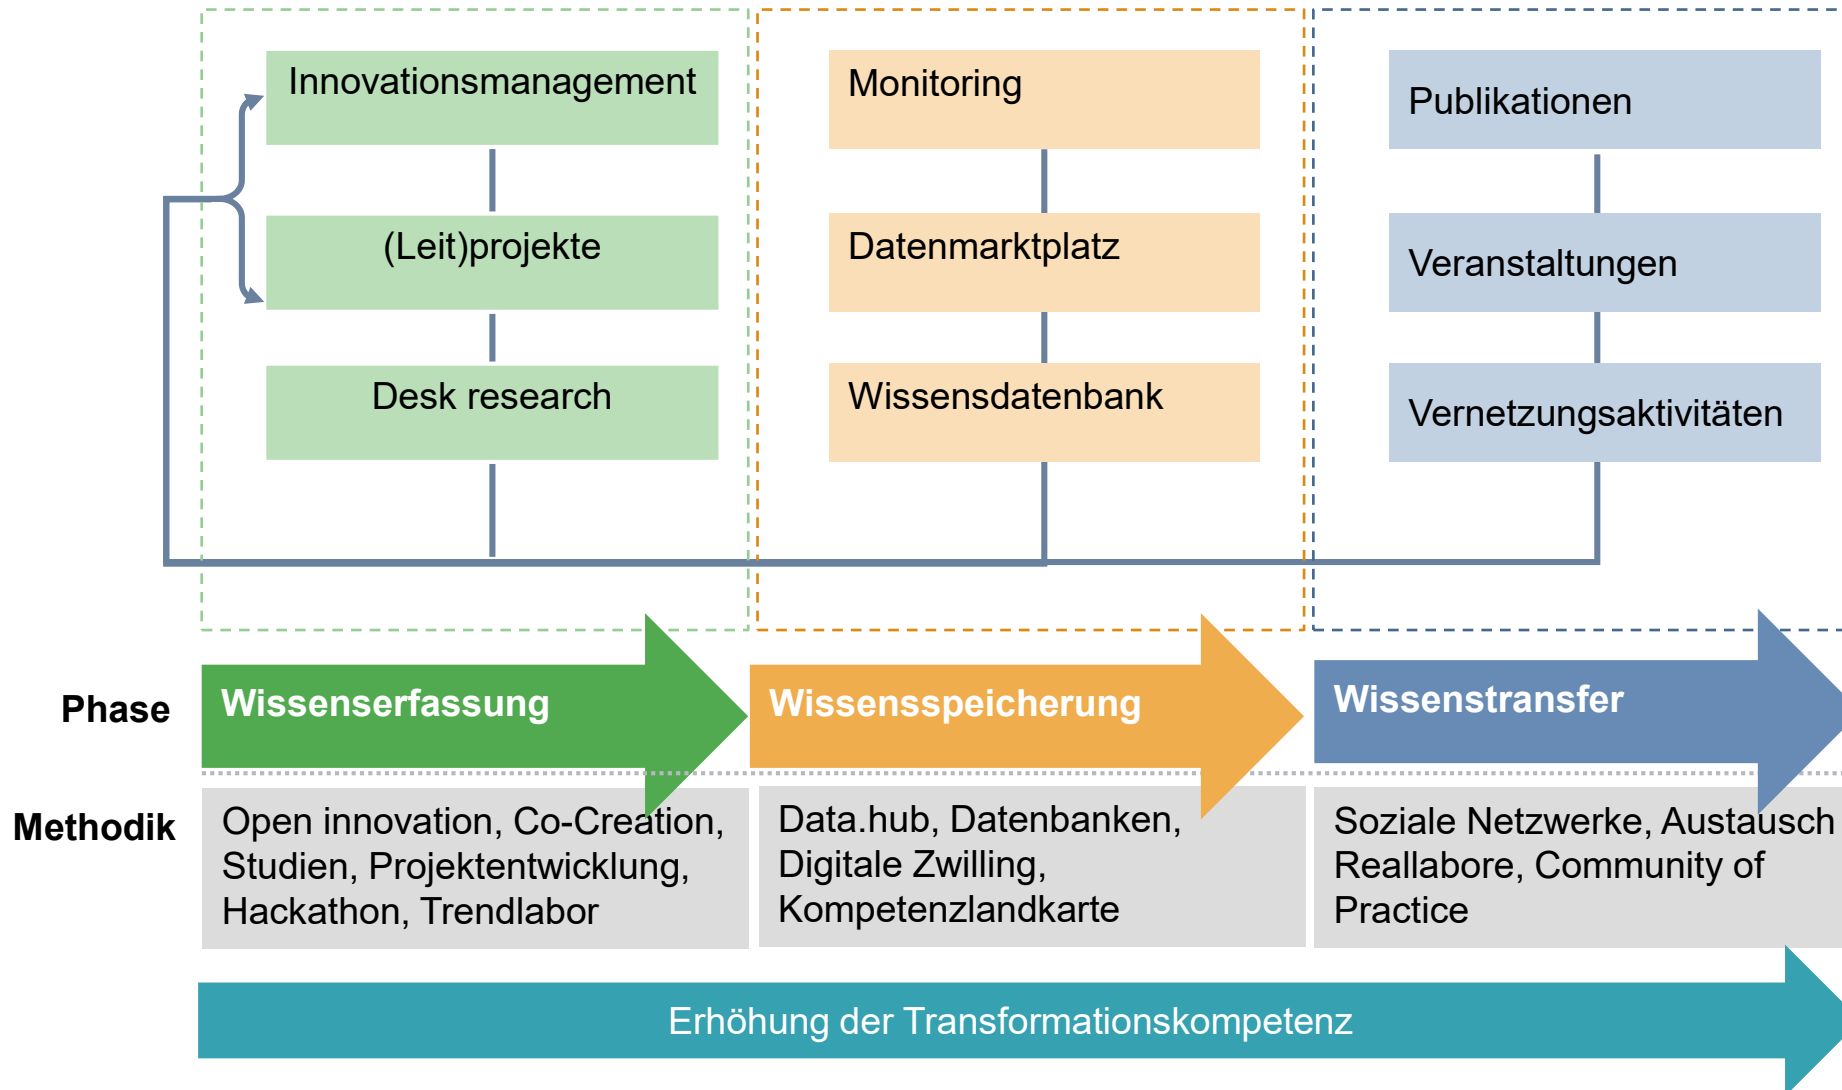 Innovationsmanagement
(Leit)projekte
Desk research
Monitoring
Datenmarktplatz
Wissensdatenbank
Publikationen
Veranstaltungen
Vernetzungsaktivitäten
Phase
Wissenserfassung
Wissensspeicherung
Wissenstransfer
Methodik
Open innovation, Co-Creation,
Studien, Projektentwicklung,
Hackathon, Trendlabor
Data.hub, Datenbanken,
Digitale Zwilling,
Kompetenzlandkarte
Soziale Netzwerke, Austausch
Reallabore, Community of
Practice
Erhöhung der Transformationskompetenz